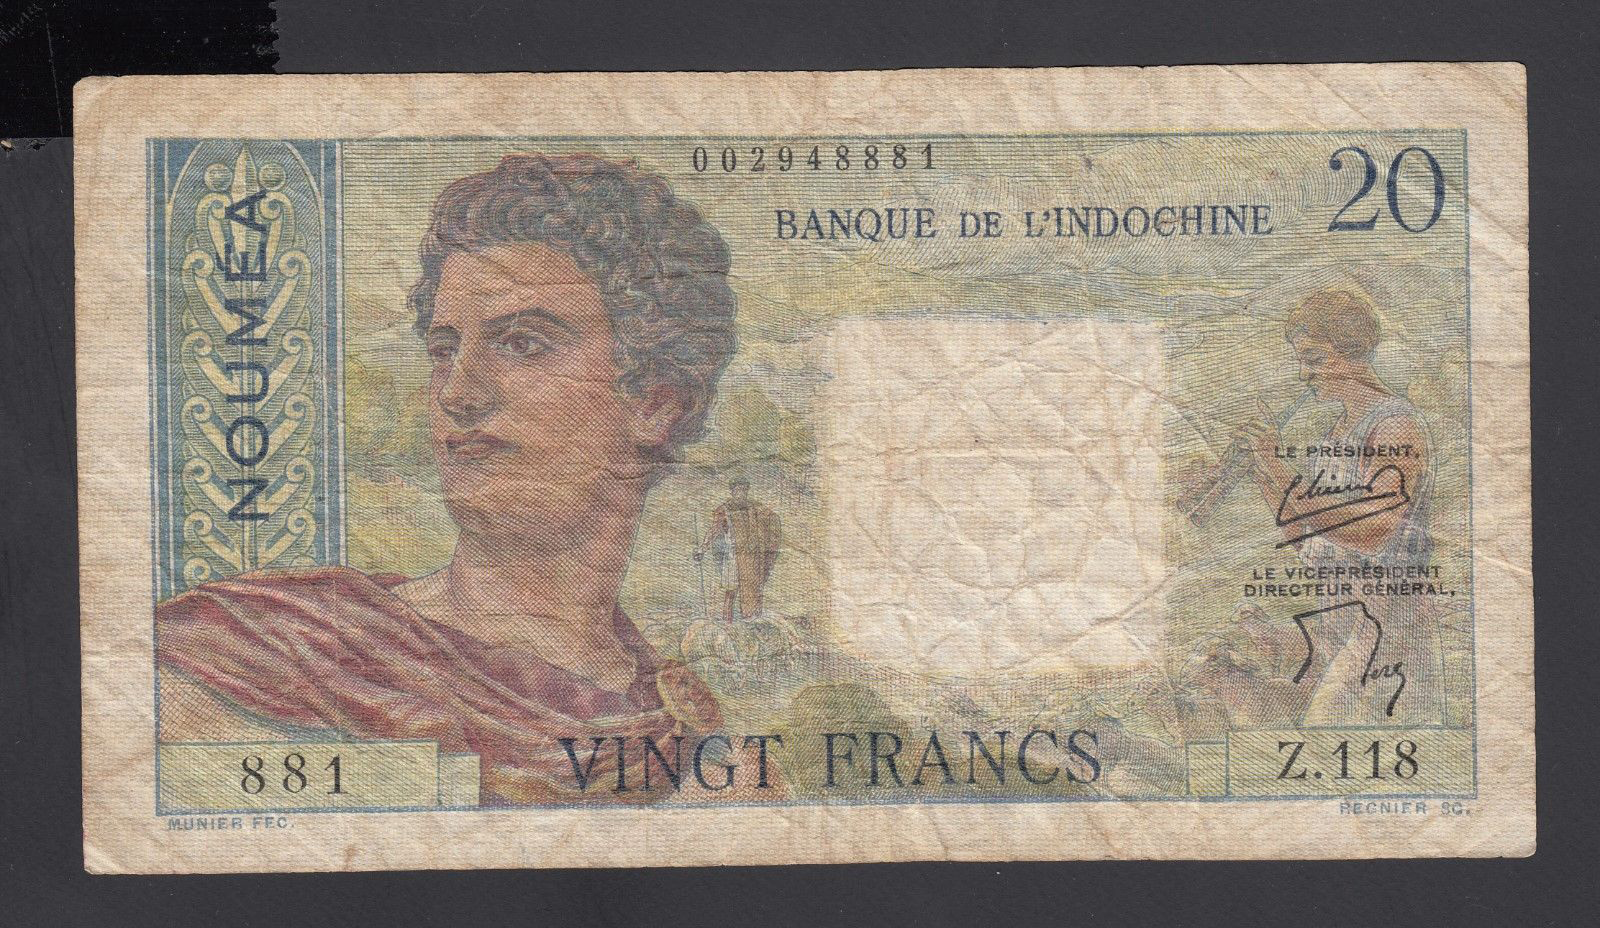 002948881
20
BANQUE DE L'INDOCHINE
NOUMÉA
LE PRÉSIDENT,
LE VICE-PRÉSIDENT
DIRECTEUR GÉNÉRAL,
881
VINGT FRANCS
Z.118
MUNIER FEC.
REGNIER SC.